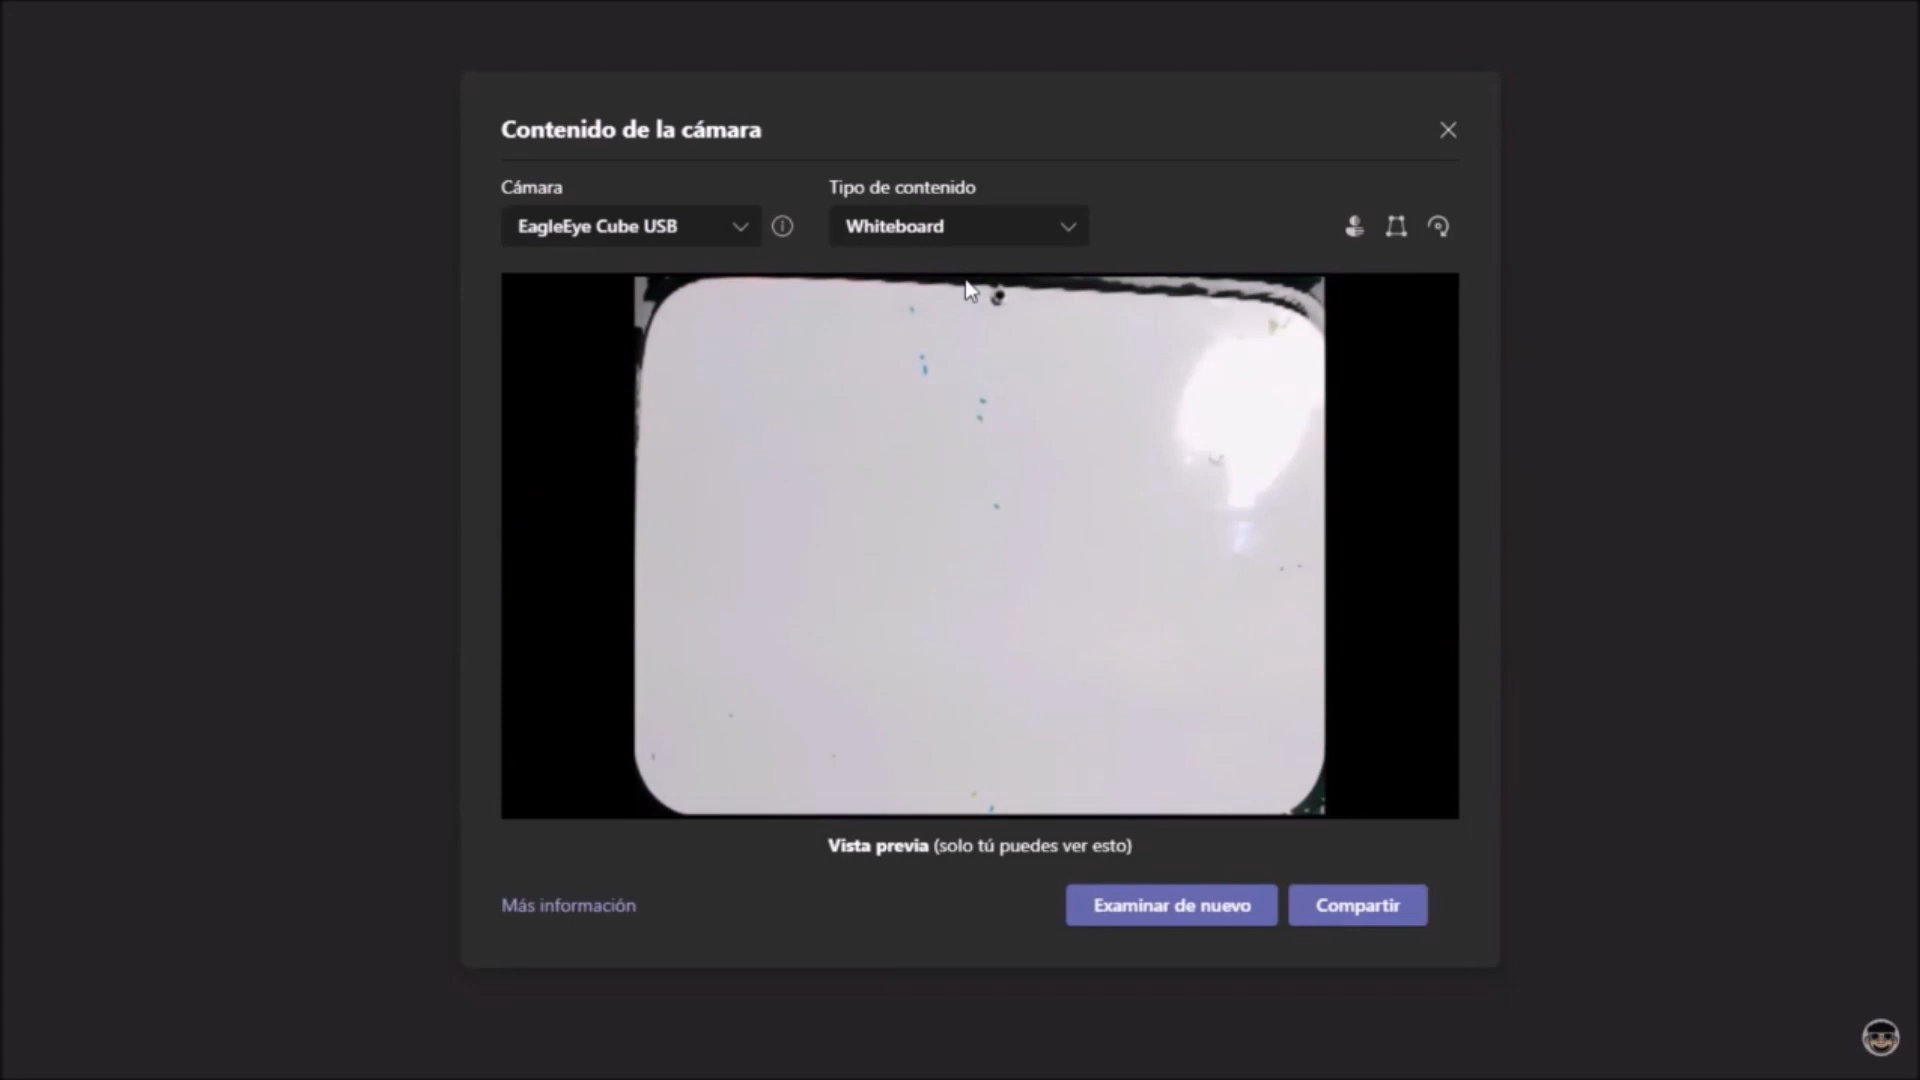 Contenido de la cámara
Cámara
Tipo de contenido
EagleEye Cube USB
Whiteboard
Vista previa (solo tú puedes ver esto)
Más información
Examinar de nuevo
Compartir